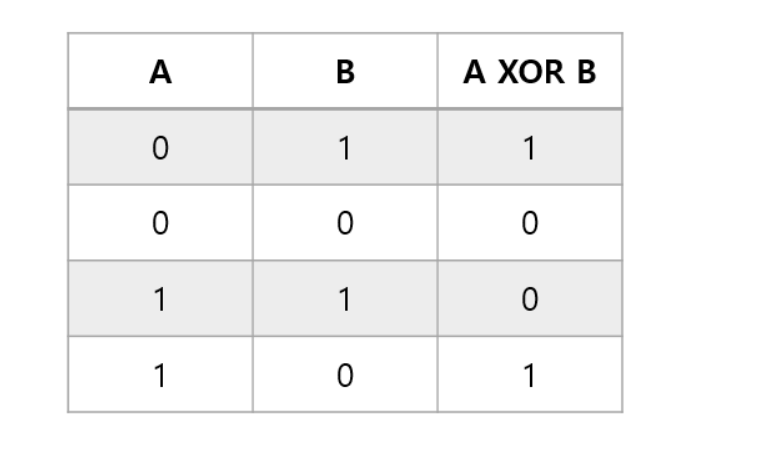 A B A XOR B
0 1 1
0 0 0
1 1 0
1 0 1